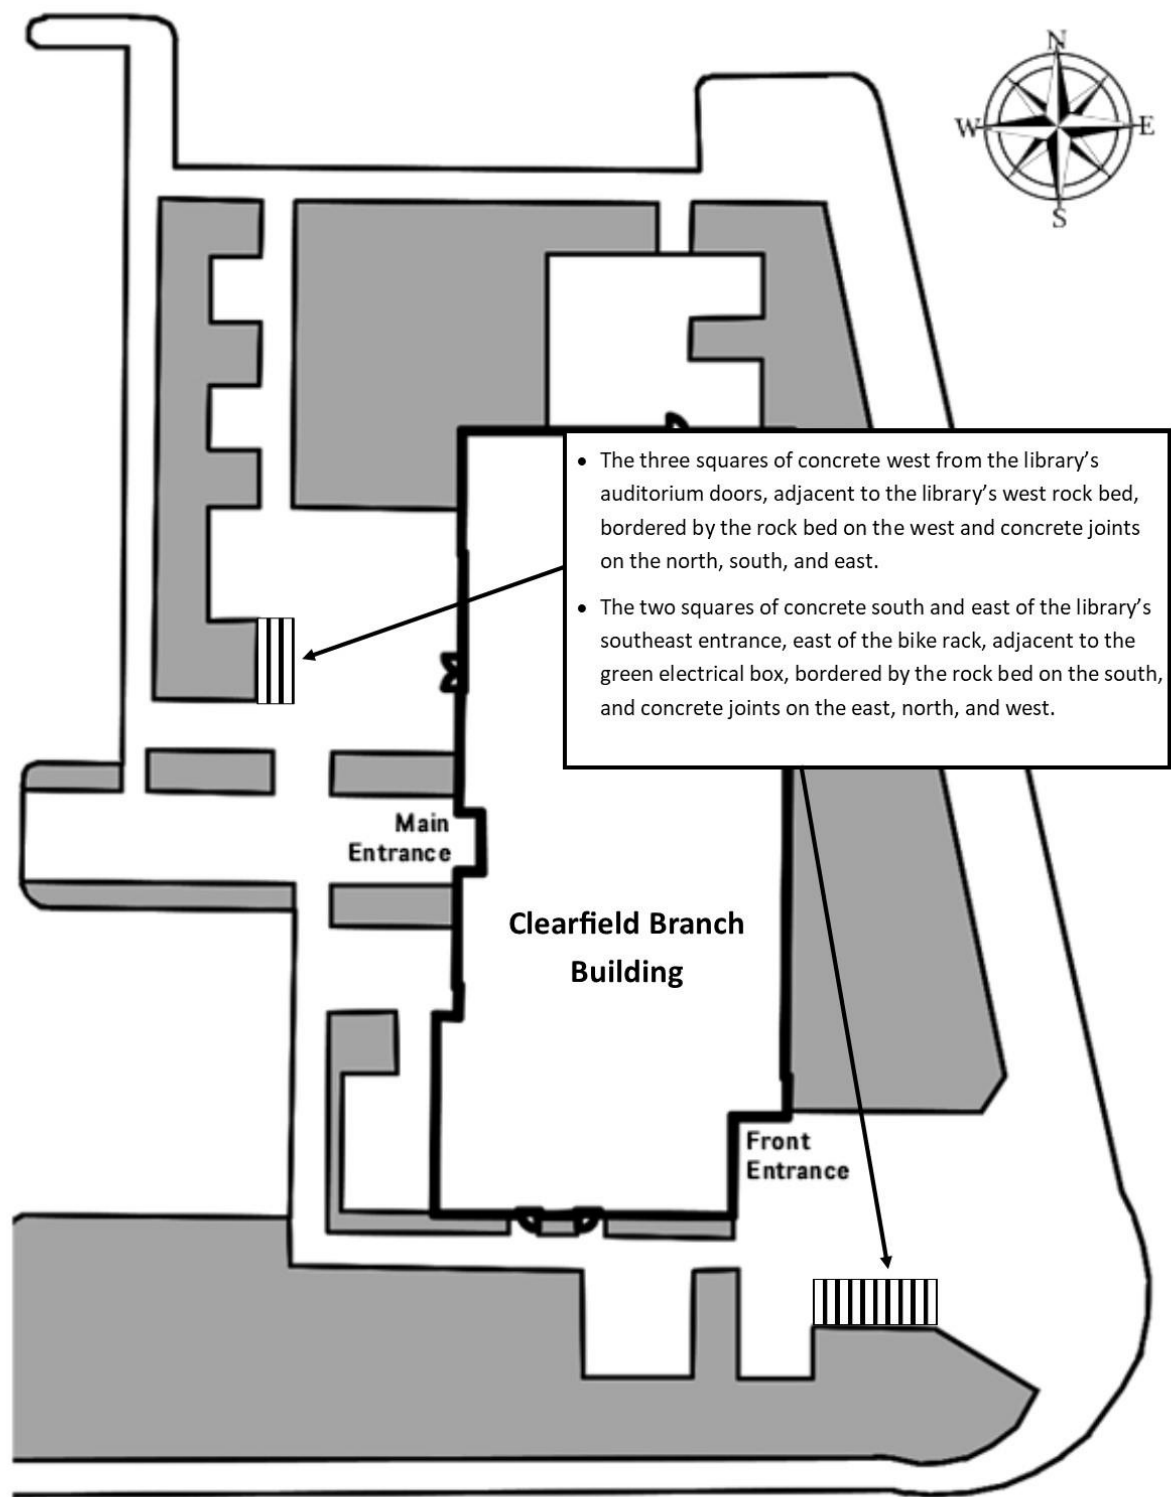 N
W
E
S
• The three squares of concrete west from the library’s
auditorium doors, adjacent to the library’s west rock bed,
bordered by the rock bed on the west and concrete joints
on the north, south, and east.
• The two squares of concrete south and east of the library’s
southeast entrance, east of the bike rack, adjacent to the
green electrical box, bordered by the rock bed on the south,
and concrete joints on the east, north, and west.
Main
Entrance
Clearfield Branch
Building
Front
Entrance